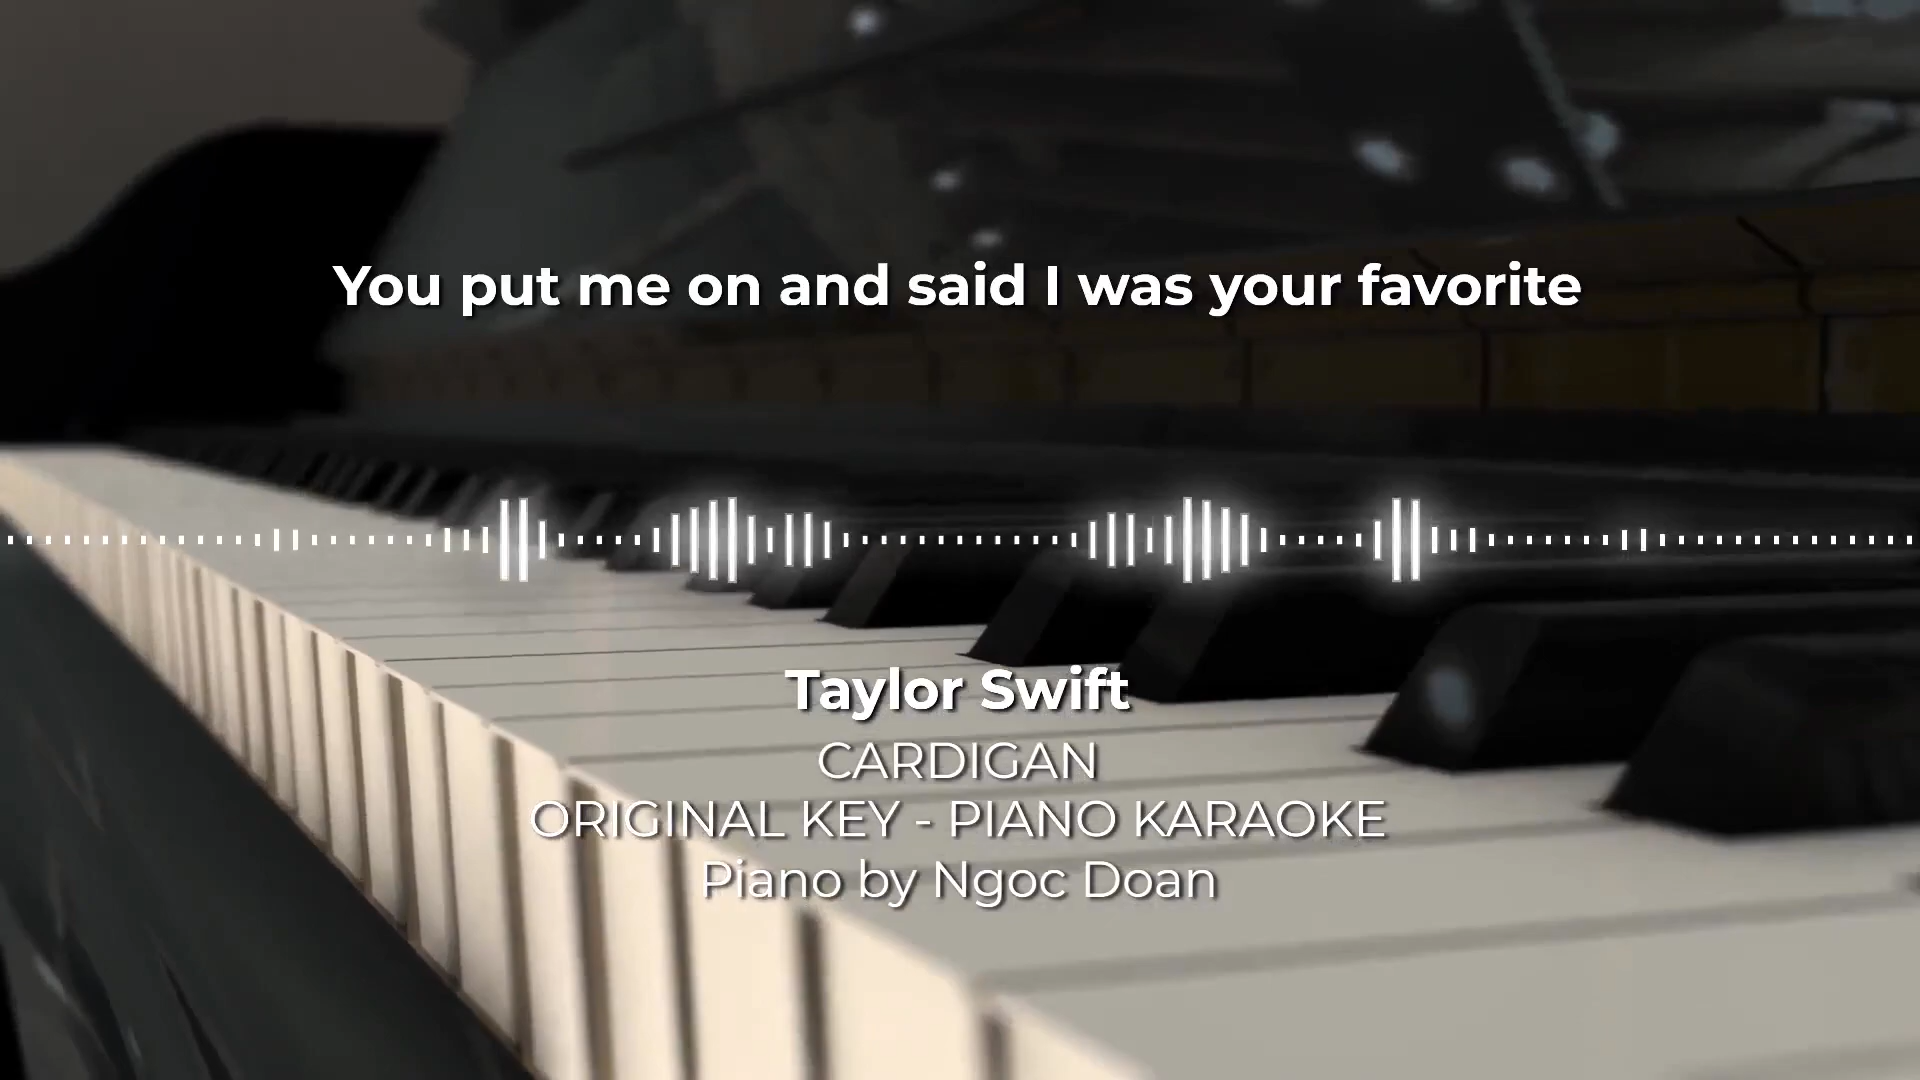 You put me on and said I was your favorite
Taylor Swift
CARDIGAN
ORIGINAL KEY - PIANO KARAOKE
Piano by Ngoc Doan